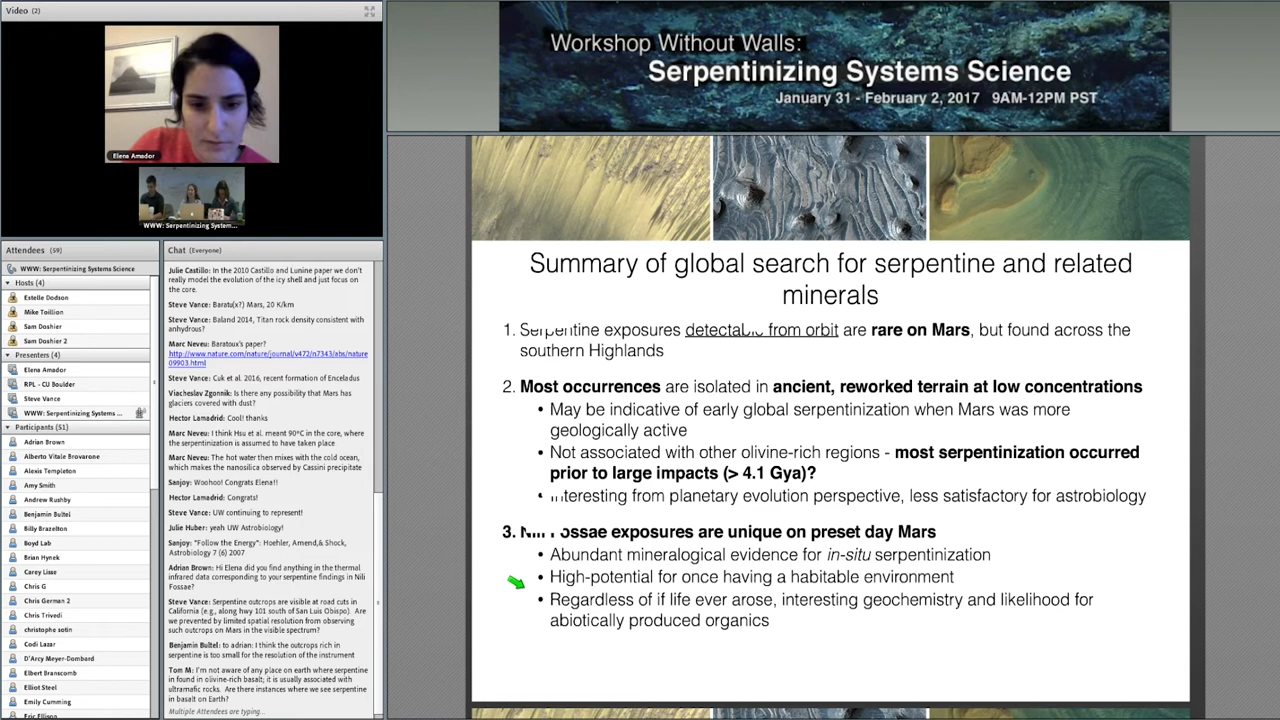 Video (2)
Elena Amador
WWW: Serpentinizing System...
Attendees (59)
WWW: Serpentinizing Systems Science
Hosts (4)
Estelle Dodson
Mike Toillion
Sam Doshier
Sam Doshier 2
Presenters (4)
Elena Amador
RPL - CU Boulder
Steve Vance
WWW: Serpentinizing Systems ...
Participants (51)
Adrian Brown
Alberto Vitale Brovarone
Alexis Templeton
Amy Smith
Andrew Rushby
Benjamin Bultel
Billy Brazelton
Boyd Lab
Brian Hynek
Carey Lisse
Chris G
Chris German 2
Chris Trivedi
christophe sotin
Codi Lazar
D'Arcy Meyer-Dombard
Elbert Branscomb
Elliot Steel
Emily Cumming
Eric Ellison
Chat (Everyone)
Julie Castillo: In the 2010 Castillo and Lunine paper we don't
really model the evolution of the icy shell and just focus on
the core.
Steve Vance: Baratu(x?) Mars, 20 K/km
Steve Vance: Baland 2014, Titan rock density consistent with
anhydrous?
Marc Neveu: Baratoux's paper?
http://www.nature.com/nature/journal/v472/n7343/abs/nature
09903.html
Steve Vance: Cuk et al. 2016, recent formation of Enceladus
Viacheslav Zgonnik: Is there any possibility that Mars has
glaciers covered with dust?
Hector Lamadrid: Cool! thanks
Marc Neveu: I think Hsu et al. meant 90ºC in the core, where
the serpentinization is assumed to have taken place
Marc Neveu: The hot water then mixes with the cold ocean,
which makes the nanosilica observed by Cassini precipitate
Sanjoy: Woohoo! Congrats Elena!!
Hector Lamadrid: Congrats!
Steve Vance: UW continuing to represent!
Julie Huber: yeah UW Astrobiology!
Sanjoy: "Follow the Energy": Hoehler, Amend,& Shock,
Astrobiology 7 (6) 2007
Adrian Brown: Hi Elena did you find anything in the thermal
infrared data corresponding to your serpentine findings in Nili
Fossae?
Steve Vance: Serpentine outcrops are visible at road cuts in
California (e.g., along hwy 101 south of San Luis Obispo). Are
we prevented by limited spatial resolution from observing
such outcrops on Mars in the visible spectrum?
Benjamin Bultel: to adrian: I think the outcrops rich in
serpentine is too small for the resolution of the instrument
Tom M: I'm not aware of any place on earth where serpentine
in found in olivine-rich basalt; it is usually associated with
ultramafic rocks. Are there instances where we see serpentine
in basalt on Earth?
Multiple Attendees are typing...
Workshop Without Walls:
Serpentinizing Systems Science
January 31 - February 2, 2017 9AM-12PM PST
Summary of global search for serpentine and related
minerals
1. Serpentine exposures detectable from orbit are rare on Mars, but found across the
southern Highlands
2. Most occurrences are isolated in ancient, reworked terrain at low concentrations
• May be indicative of early global serpentinization when Mars was more
geologically active
• Not associated with other olivine-rich regions - most serpentinization occurred
prior to large impacts (> 4.1 Gya)?
• Interesting from planetary evolution perspective, less satisfactory for astrobiology
3. Nili Fossae exposures are unique on preset day Mars
• Abundant mineralogical evidence for in-situ serpentinization
• High-potential for once having a habitable environment
• Regardless of if life ever arose, interesting geochemistry and likelihood for
abiotically produced organics